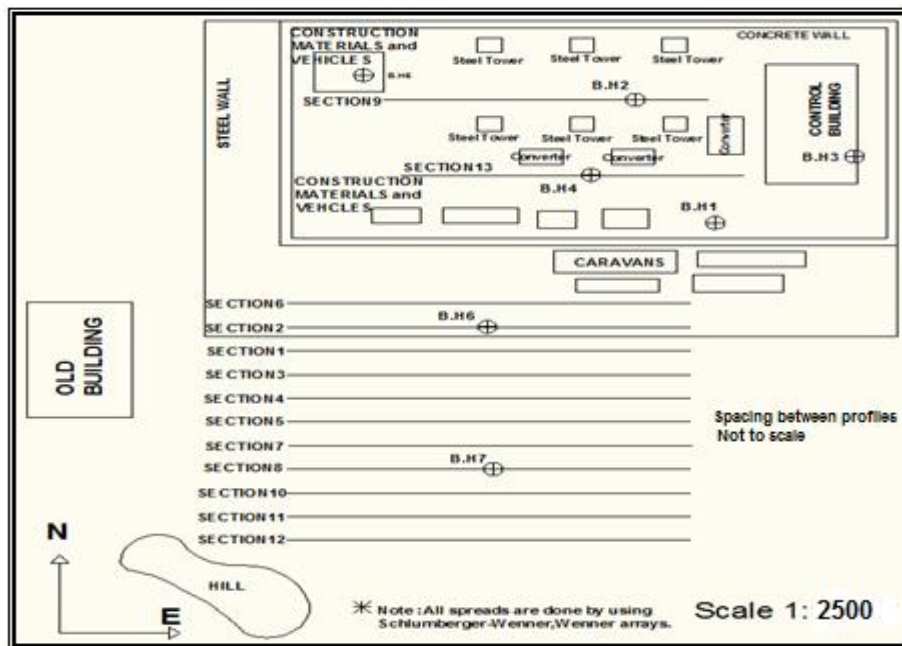 CONSTRUCTION
MATERIALS and
VEHICLES
B.H5
Steel Tower
Steel Tower
Steel Tower
CONCRETE WALL
STEEL WALL
SECTION9
B.H2
Steel Tower
Steel Tower
Steel Tower
Converter
CONTROL
BUILDING
B.H3
Converter
Converter
SECTION13
B.H4
CONSTRUCTION
MATERIALS and
VEHCLES
B.H1
CARAVANS
OLD
BUILDING
SECTION6
B.H6
SECTION2
SECTION1
SECTION3
SECTION4
SECTION5
SECTION7
B.H7
SECTION8
SECTION10
SECTION11
SECTION12
Spacing between profiles
Not to scale
N
E
HILL
Note :All spreads are done by using
Schlumberger-Wenner,Wenner arrays.
Scale 1: 2500